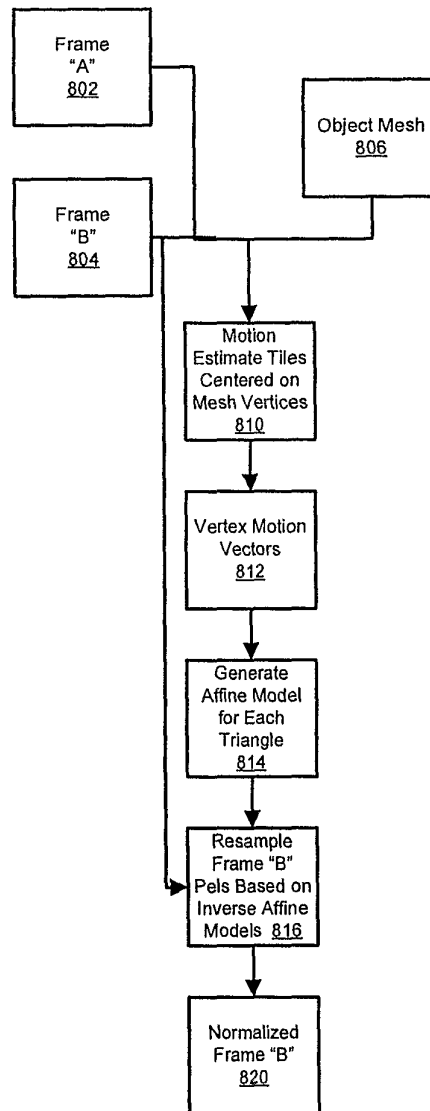 Frame
"A"
802
Object Mesh
806
Frame
"B"
804
Motion
Estimate Tiles
Centered on
Mesh Vertices
810
Vertex Motion
Vectors
812
Generate
Affine Model
for Each
Triangle
814
Resample
Frame "B"
Pels Based on
Inverse Affine
Models 816
Normalized
Frame "B"
820